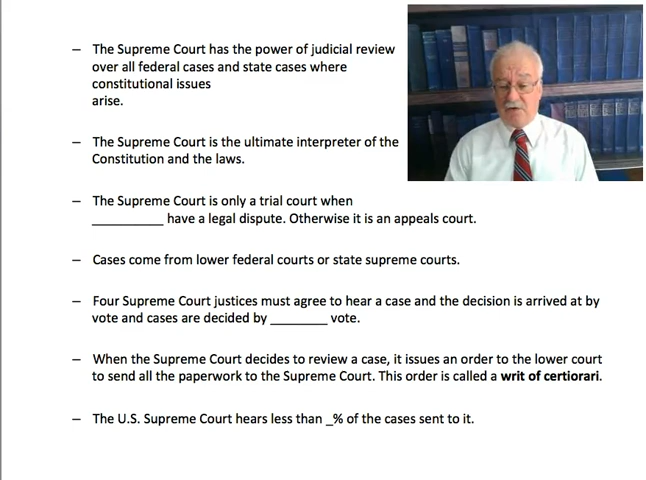 – The Supreme Court has the power of judicial review
over all federal cases and state cases where
constitutional issues
arise.
– The Supreme Court is the ultimate interpreter of the
Constitution and the laws.
– The Supreme Court is only a trial court when
__________ have a legal dispute. Otherwise it is an appeals court.
– Cases come from lower federal courts or state supreme courts.
– Four Supreme Court justices must agree to hear a case and the decision is arrived at by
vote and cases are decided by ________ vote.
– When the Supreme Court decides to review a case, it issues an order to the lower court
to send all the paperwork to the Supreme Court. This order is called a writ of certiorari.
– The U.S. Supreme Court hears less than _% of the cases sent to it.